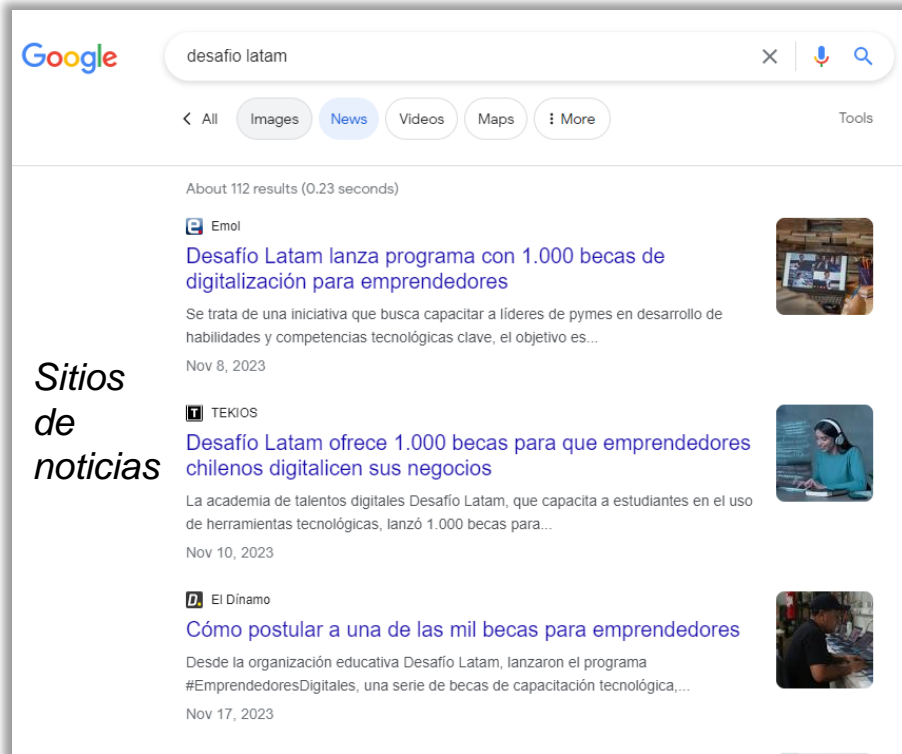 Google
desafio latam
All Images News Videos Maps More Tools
About 112 results (0.23 seconds)
Emol
Desafío Latam lanza programa con 1.000 becas de
digitalización para emprendedores
Se trata de una iniciativa que busca capacitar a líderes de pymes en desarrollo de
habilidades y competencias tecnológicas clave, el objetivo es...
Nov 8, 2023
Sitios
de
noticias
TEKIOS
Desafío Latam ofrece 1.000 becas para que emprendedores
chilenos digitalicen sus negocios
La academia de talentos digitales Desafío Latam, que capacita a estudiantes en el uso
de herramientas tecnológicas, lanzó 1.000 becas para...
Nov 10, 2023
El Dínamo
Cómo postular a una de las mil becas para emprendedores
Desde la organización educativa Desafío Latam, lanzaron el programa
#EmprendedoresDigitales, una serie de becas de capacitación tecnológica,...
Nov 17, 2023